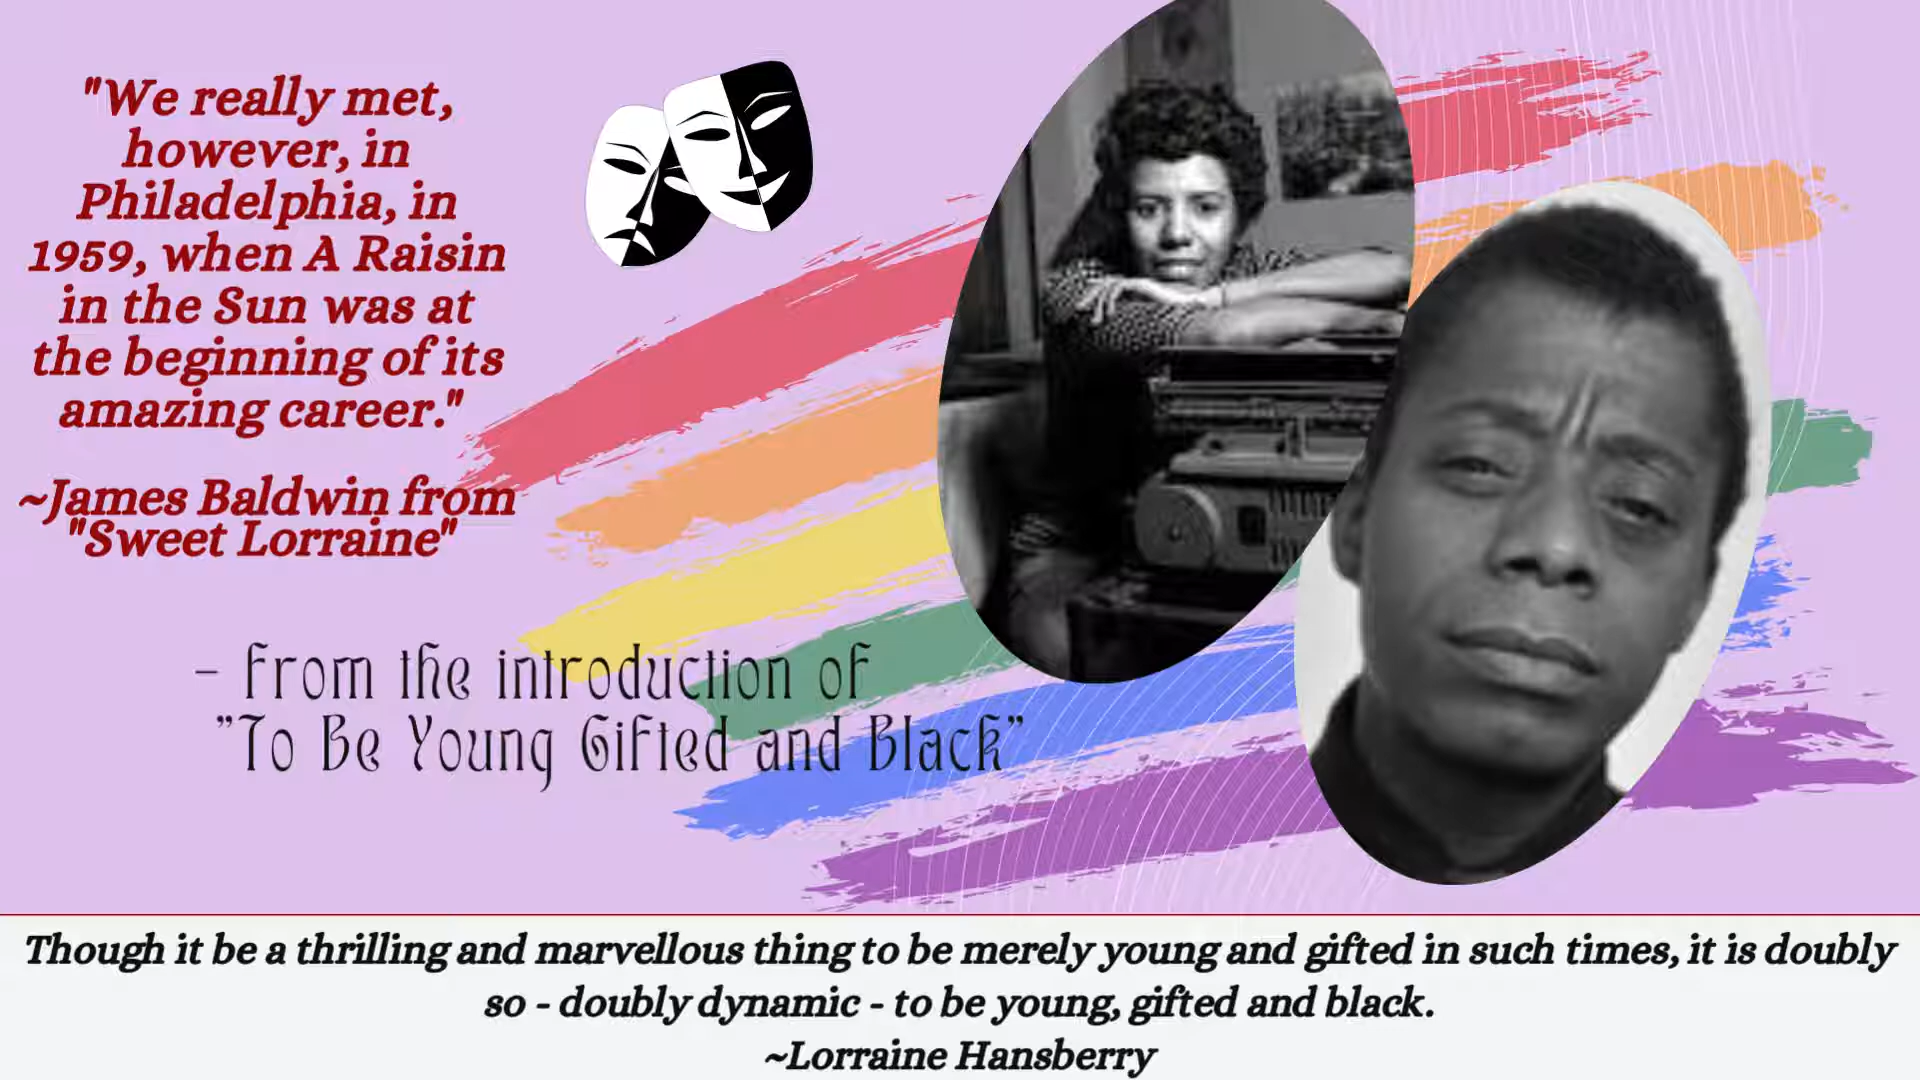 "We really met,
however, in
Philadelphia, in
1959, when A Raisin
in the Sun was at
the beginning of its
amazing career."
~James Baldwin from
"Sweet Lorraine"
- From the introduction of
"To Be Young Gifted and Black"
Though it be a thrilling and marvellous thing to be merely young and gifted in such times, it is doubly
so - doubly dynamic - to be young, gifted and black.
~Lorraine Hansberry